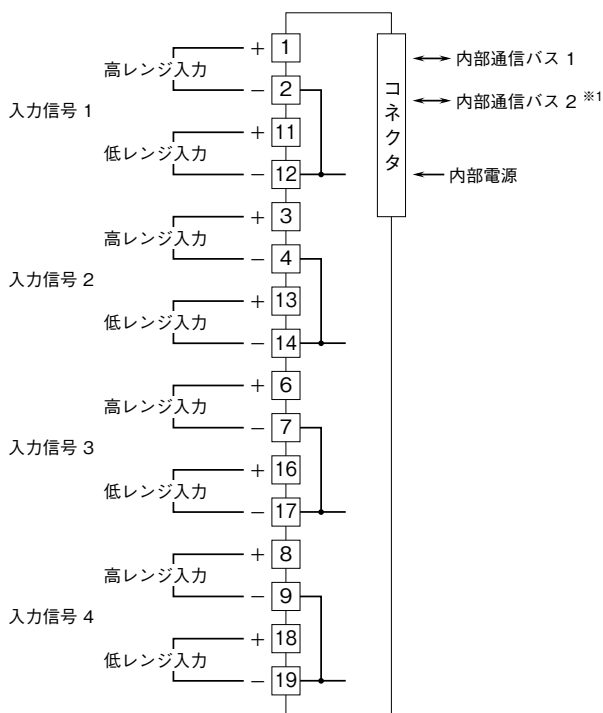 + 1
高レンジ入力
− 2
入力信号 1
+ 11
低レンジ入力
− 12
+ 3
高レンジ入力
− 4
入力信号 2
+ 13
低レンジ入力
− 14
+ 6
高レンジ入力
− 7
入力信号 3
+ 16
低レンジ入力
− 17
+ 8
高レンジ入力
− 9
入力信号 4
+ 18
低レンジ入力
− 19
コネクタ
内部通信バス 1
内部通信バス 2 ※1
内部電源